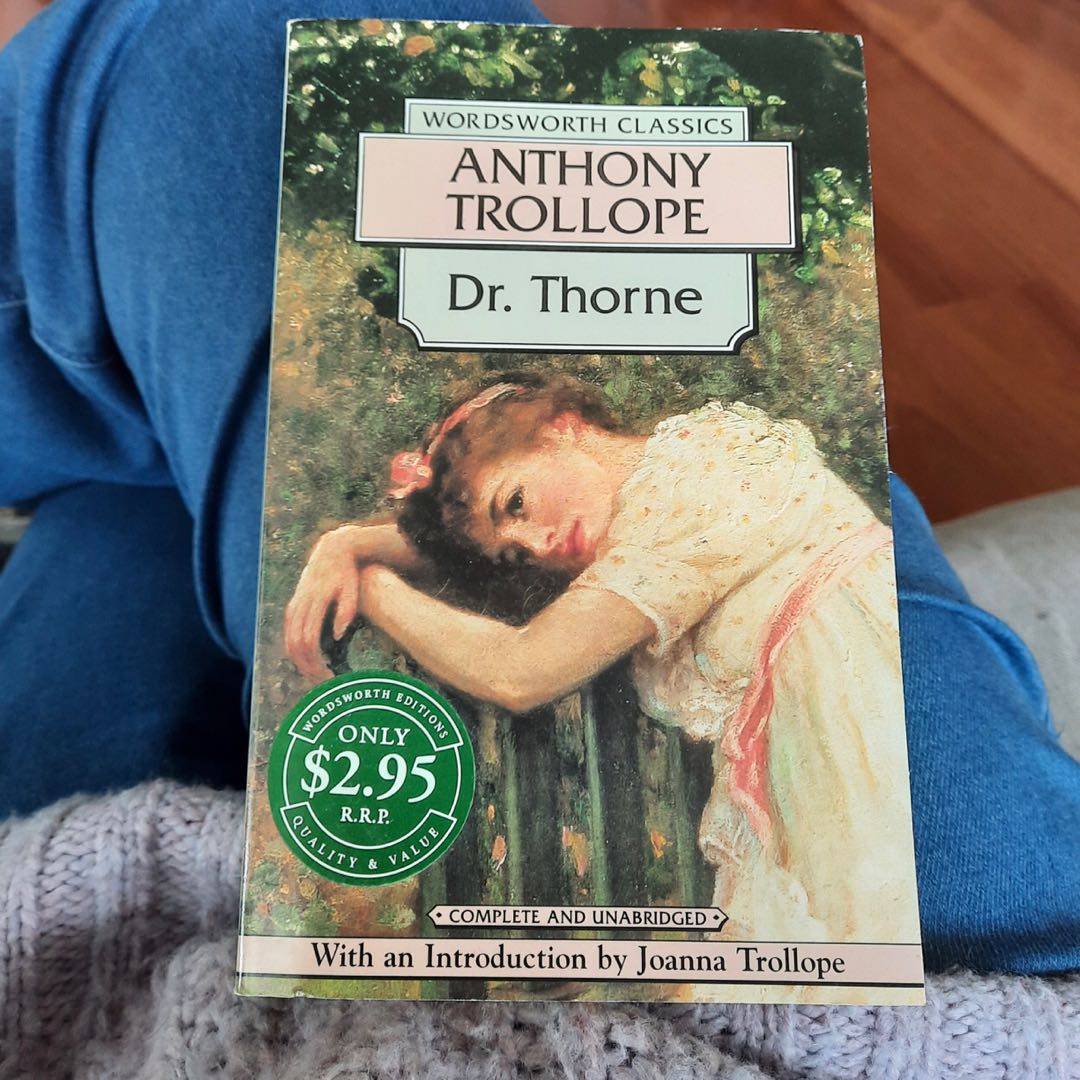 WORDSWORTH CLASSICS
ANTHONY
TROLLOPE
Dr. Thorne
WORDSWORTH EDITIONS
ONLY
$2.95
R.R.P.
QUALITY & VALUE
COMPLETE AND UNABRIDGED
With an Introduction by Joanna Trollope